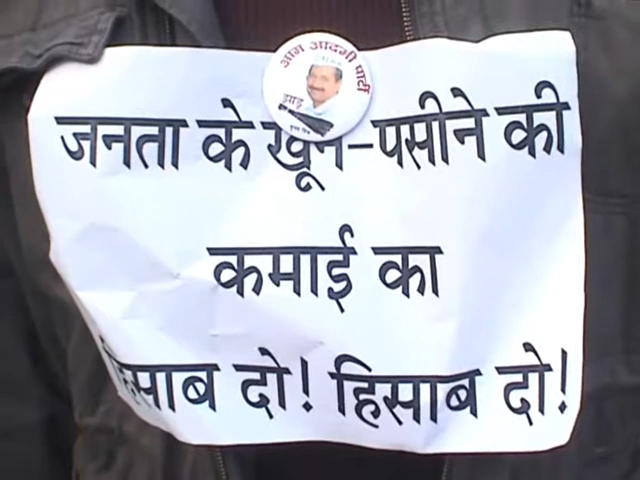 आम आदमी पार्टी
झाड़ू
जनता के खून-पसीने की
कमाई का
हिसाब दो! हिसाब दो!